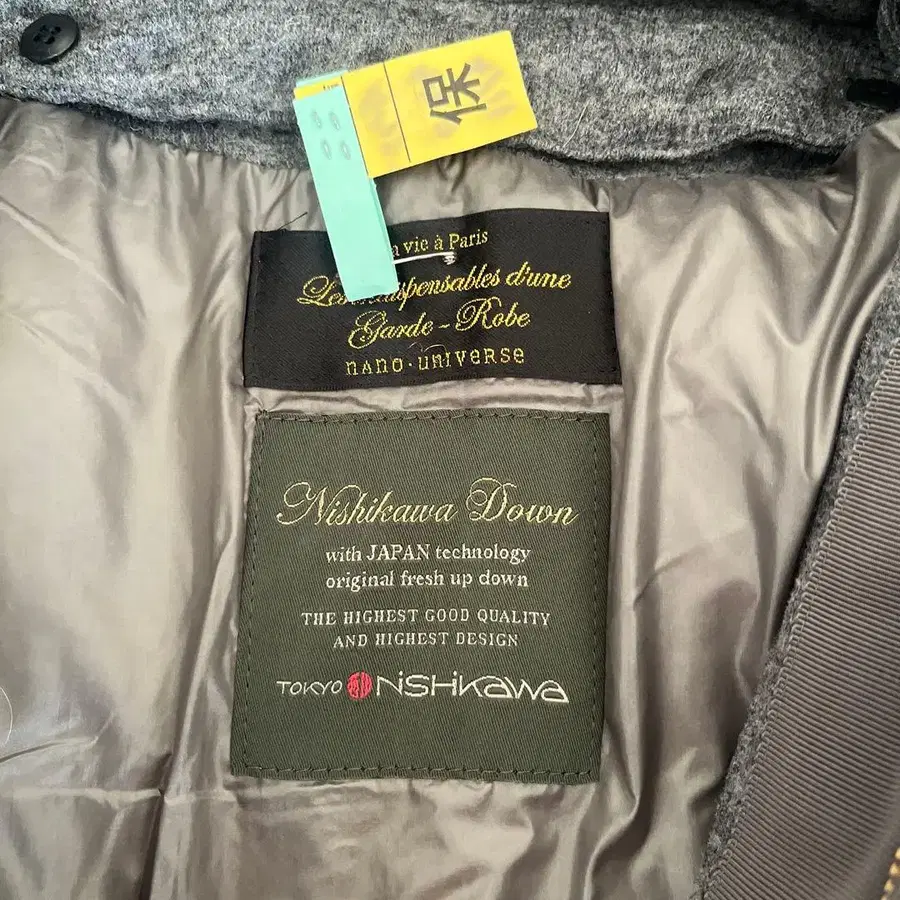 保
vie à Paris
d'une
Garde-Robe
nano·universe
Nishikawa Down
with JAPAN technology
original fresh up down
THE HIGHEST GOOD QUALITY
AND HIGHEST DESIGN
TOKYO NiSHiKaWa